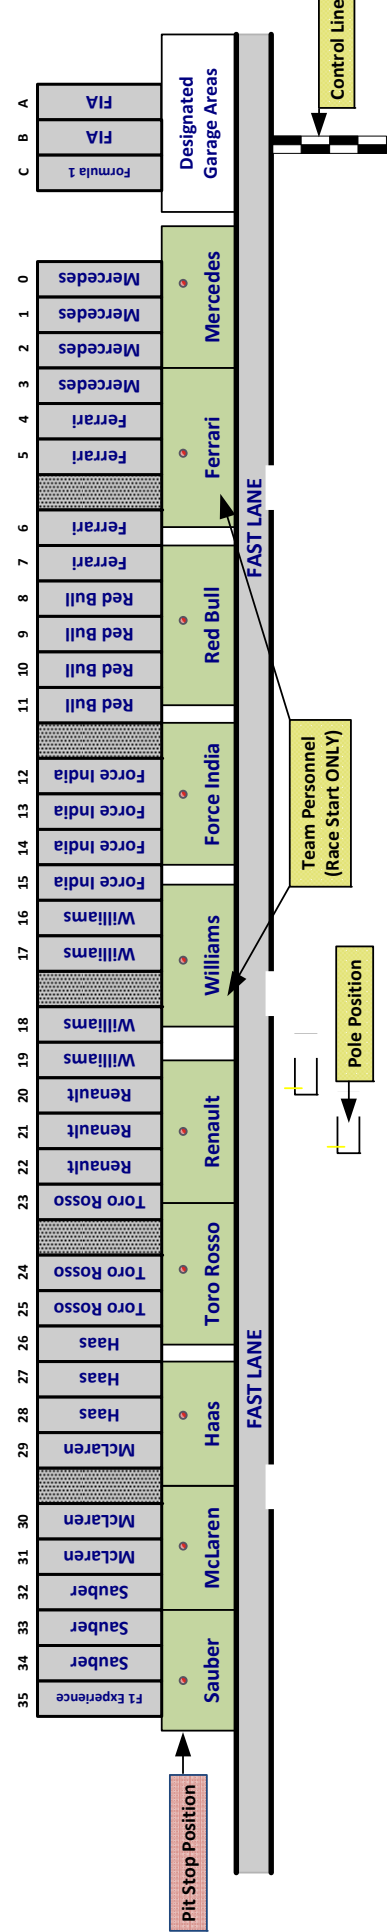 A
FIA
B
FIA
C
Formula 1
Designated
Garage Areas
Control Line
0
Mercedes
1
Mercedes
2
Mercedes
3
Mercedes
4
Ferrari
5
Ferrari
6
Ferrari
7
Ferrari
8
Red Bull
9
Red Bull
10
Red Bull
11
Red Bull
12
Force India
13
Force India
14
Force India
15
Force India
16
Williams
17
Williams
18
Williams
19
Williams
20
Renault
21
Renault
22
Renault
23
Toro Rosso
24
Toro Rosso
25
Toro Rosso
26
Haas
27
Haas
28
Haas
29
McLaren
30
McLaren
31
McLaren
32
Sauber
33
Sauber
34
Sauber
35
F1 Experience
Mercedes
Ferrari
Red Bull
Force India
Williams
Renault
Toro Rosso
Haas
McLaren
Sauber
FAST LANE
FAST LANE
Team Personnel
(Race Start ONLY)
Pole Position
Pit Stop Position